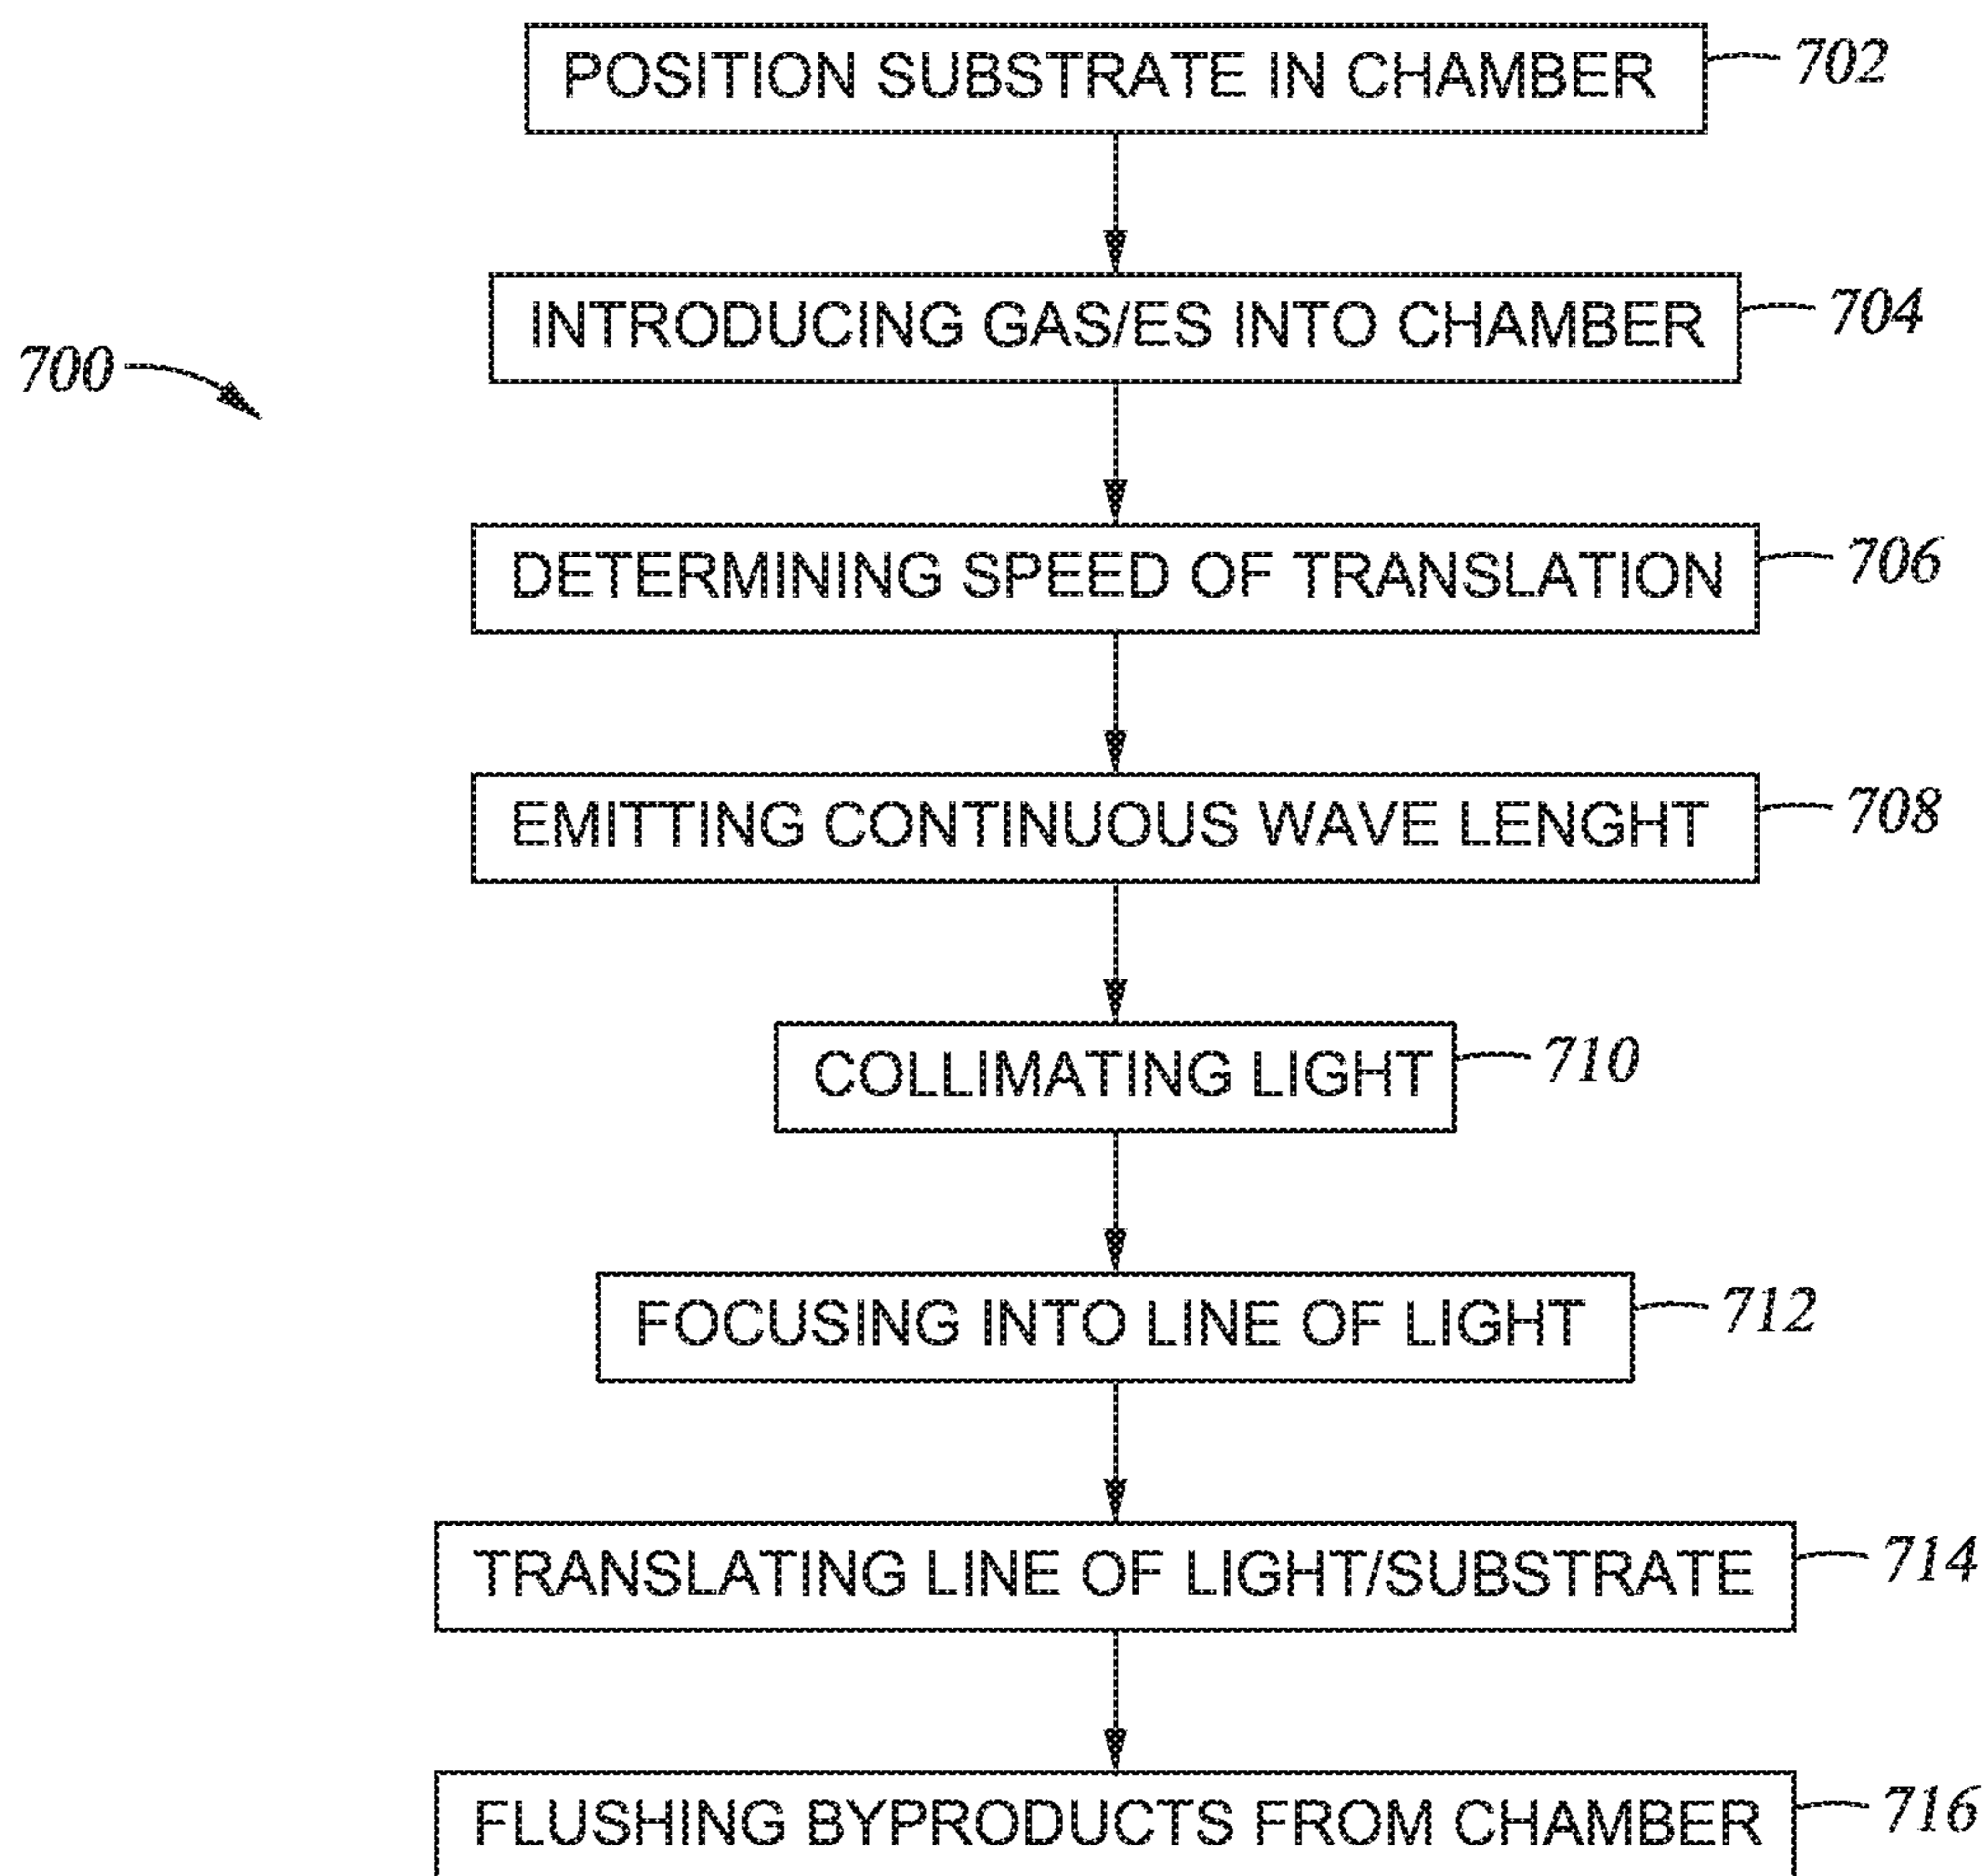 POSITION SUBSTRATE IN CHAMBER 702
INTRODUCING GAS/ES INTO CHAMBER 704
700
DETERMINING SPEED OF TRANSLATION 706
EMITTING CONTINUOUS WAVE LENGHT 708
COLLIMATING LIGHT 710
FOCUSING INTO LINE OF LIGHT 712
TRANSLATING LINE OF LIGHT/SUBSTRATE 714
FLUSHING BYPRODUCTS FROM CHAMBER 716